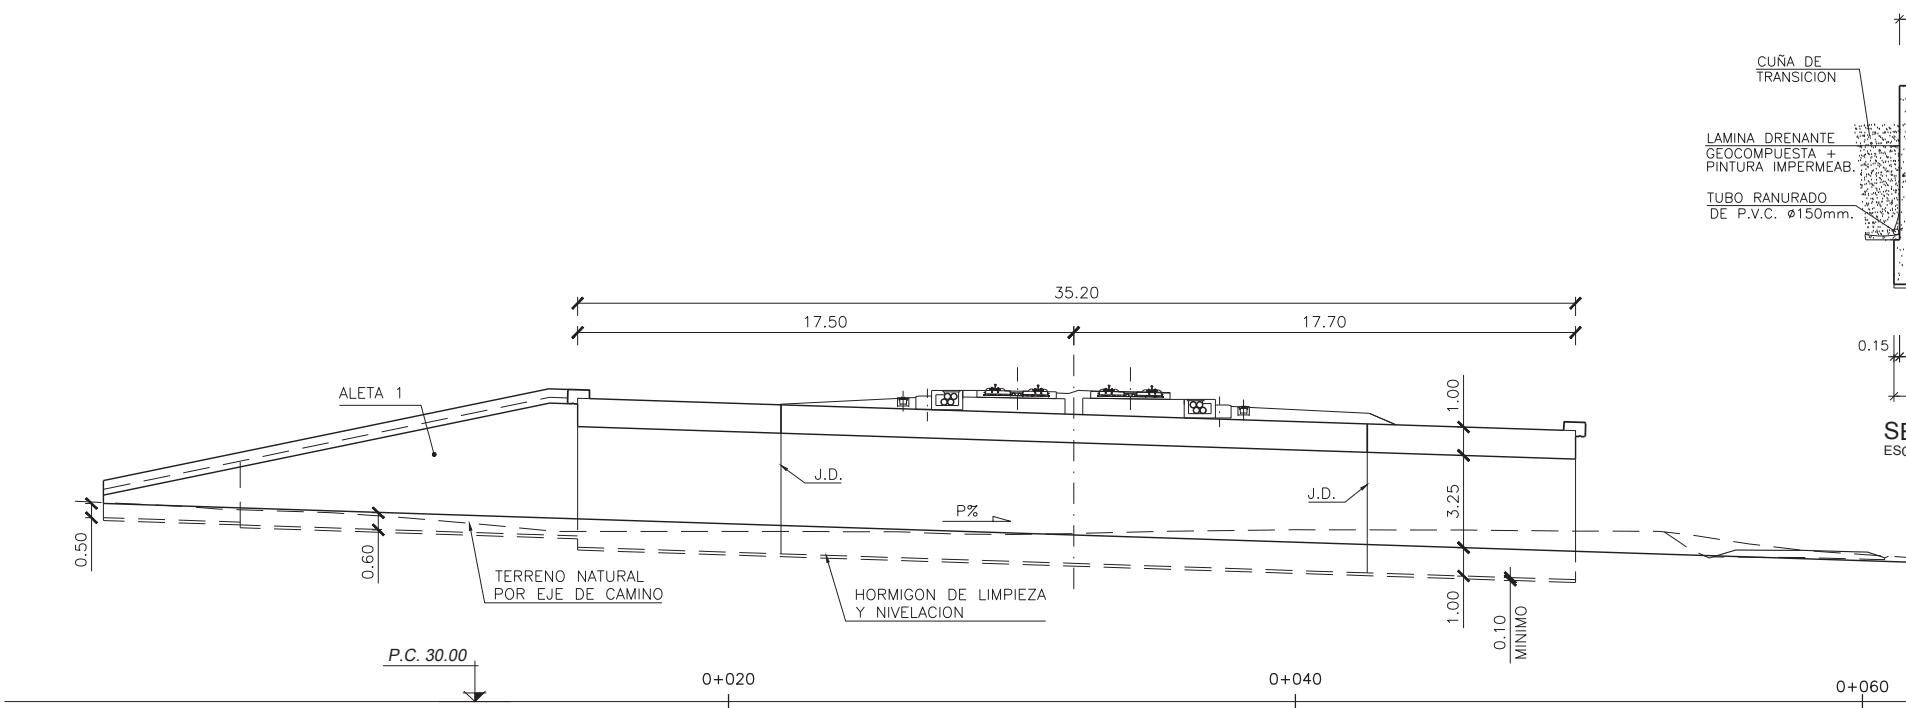 CUÑA DE
TRANSICION
LAMINA DRENANTE
GEOCOMPUESTA +
PINTURA IMPERMEAB.
TUBO RANURADO
DE P.V.C. ø150mm.
35.20
17.50
17.70
0.15
ALETA 1
1.00
SE
ESC
J.D.
J.D.
3.25
P%
0.50
0.60
TERRENO NATURAL
POR EJE DE CAMINO
HORMIGON DE LIMPIEZA
Y NIVELACION
1.00
0.10
MINIMO
P.C. 30.00
0+020
0+040
0+060